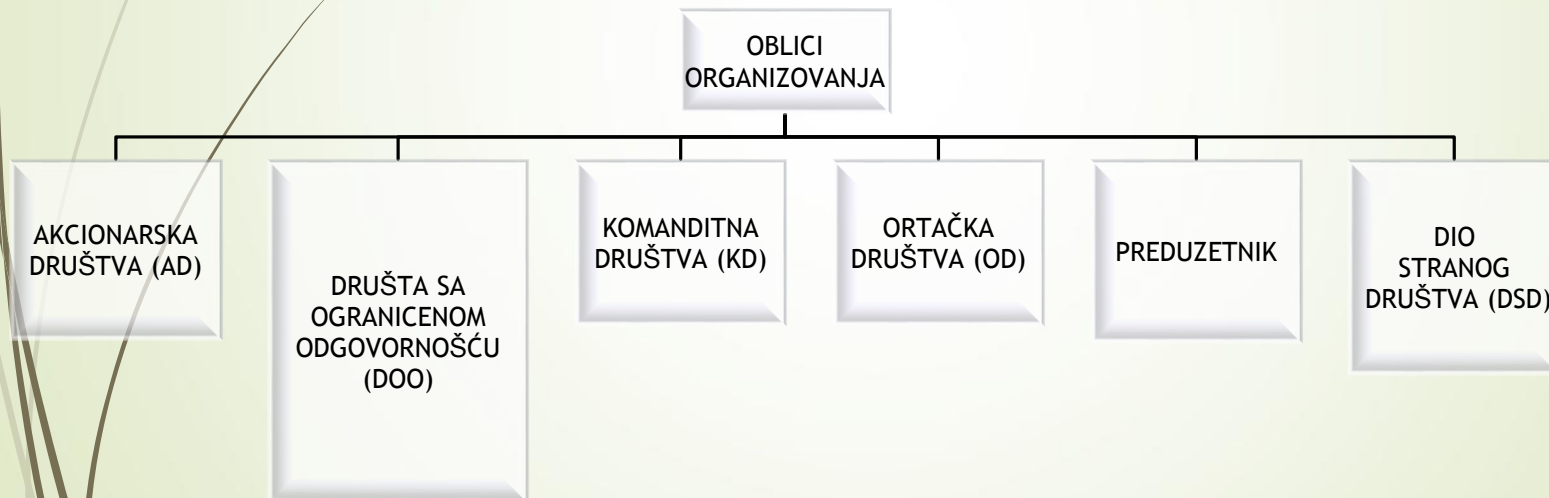 OBLICI
ORGANIZOVANJA
AKCIONARSKA
DRUŠTVA (AD)
DRUŠTA SA
OGRANICENOM
ODGOVORNOŠĆU
(DOO)
KOMANDITNA
DRUŠTVA (KD)
ORTAČKA
DRUŠTVA (OD)
PREDUZETNIK
DIO
STRANOG
DRUŠTVA (DSD)